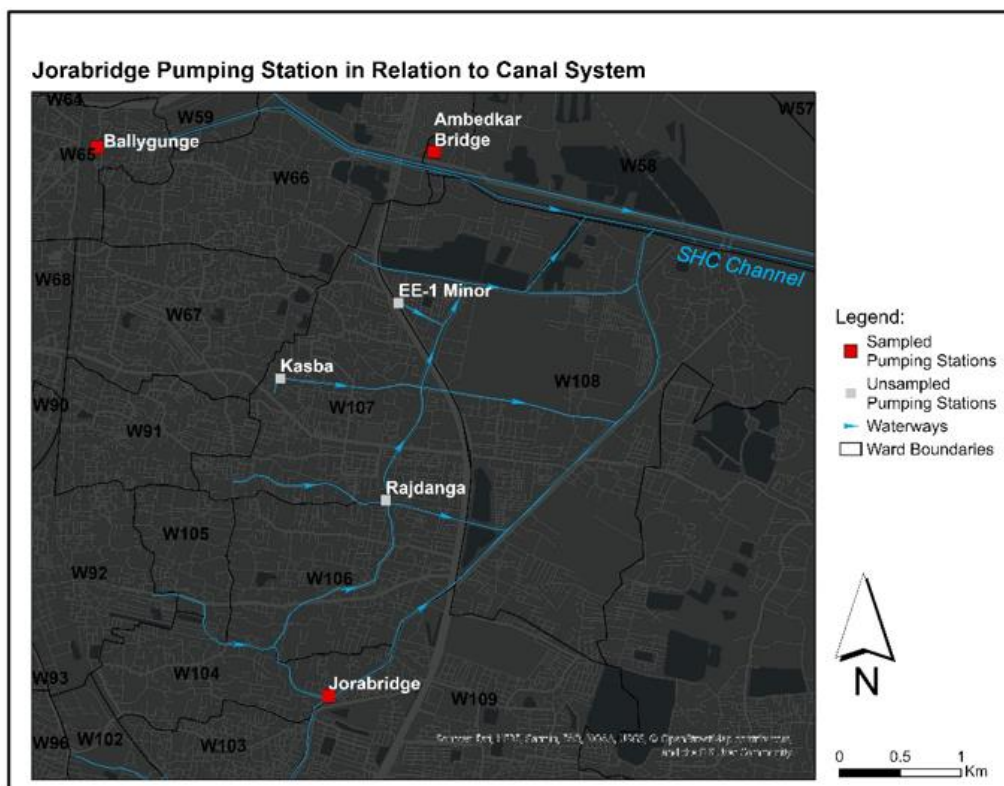 Jorabridge Pumping Station in Relation to Canal System
W64
W59
W57
Ambedkar
Bridge
Ballygunge
W65
W58
W66
SHC Channel
W68
EE-1 Minor
W67
Kasba
W108
W90
W107
W91
Rajdanga
W105
W92
W106
W104
W93
Jorabridge
W109
W96
W102
W103
Legend:
Sampled
Pumping Stations
Unsampled
Pumping Stations
Waterways
Ward Boundaries
N
0 0.5 1
Km